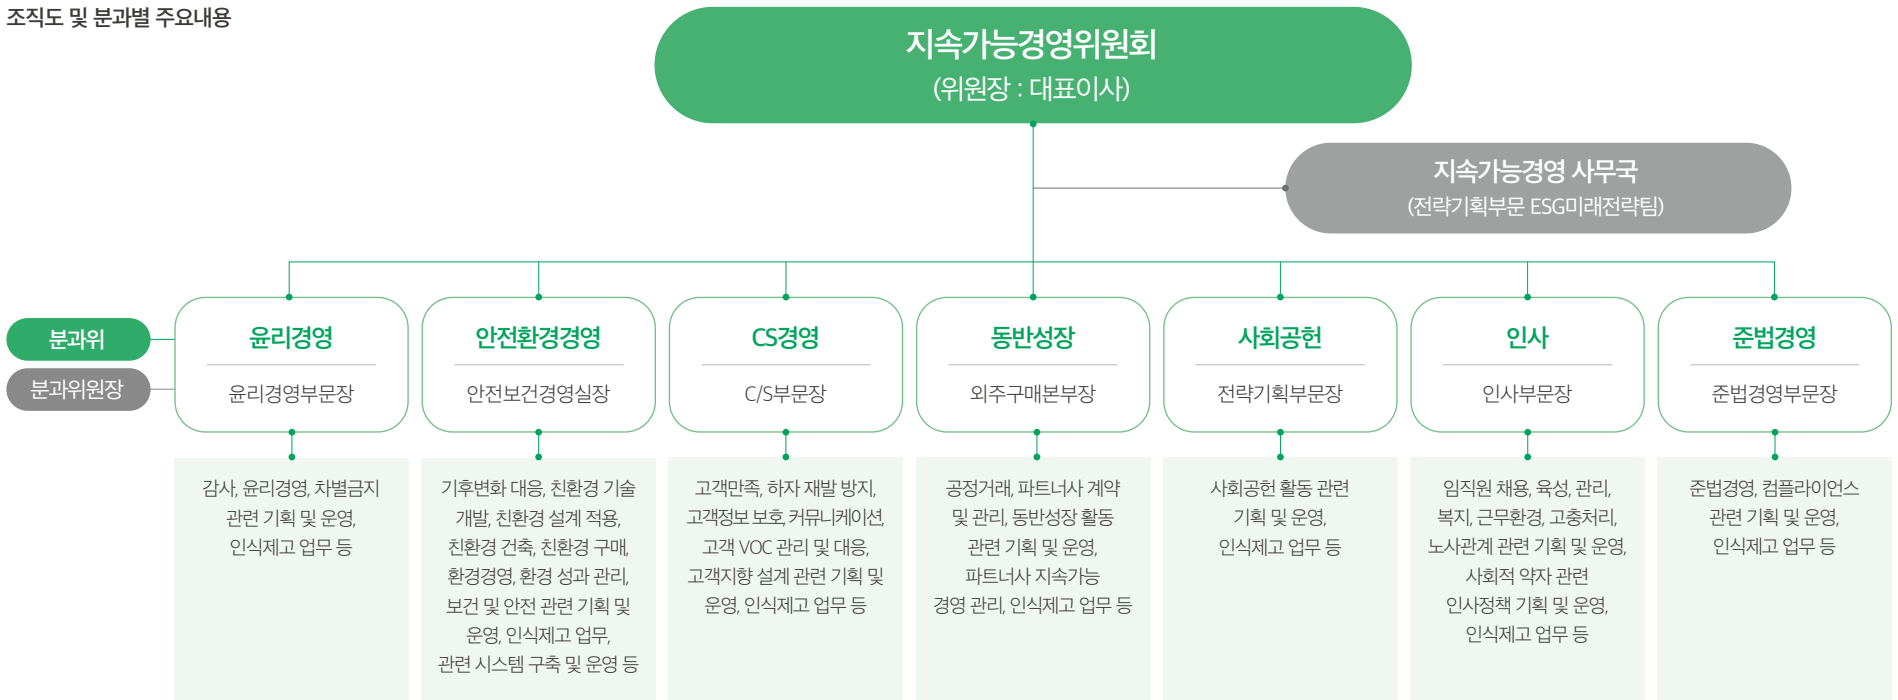 조직도 및 분과별 주요내용
지속가능경영위원회
(위원장 : 대표이사)
지속가능경영 사무국
(전략기획부문 ESG미래전략팀)
분과위
분과위원장
윤리경영
윤리경영부문장
감사, 윤리경영, 차별금지
관련 기획 및 운영,
인식제고 업무 등
안전환경경영
안전보건경영실장
기후변화 대응, 친환경 기술
개발, 친환경 설계 적용,
친환경 건축, 친환경 구매,
환경경영, 환경 성과 관리,
보건 및 안전 관련 기획 및
운영, 인식제고 업무,
관련 시스템 구축 및 운영 등
CS경영
C/S부문장
고객만족, 하자 재발 방지,
고객정보 보호, 커뮤니케이션,
고객 VOC 관리 및 대응,
고객지향 설계 관련 기획 및
운영, 인식제고 업무 등
동반성장
외주구매본부장
공정거래, 파트너사 계약
및 관리, 동반성장 활동
관련 기획 및 운영,
파트너사 지속가능
경영 관리, 인식제고 업무 등
사회공헌
전략기획부문장
사회공헌 활동 관련
기획 및 운영,
인식제고 업무 등
인사
인사부문장
임직원 채용, 육성, 관리,
복지, 근무환경, 고충처리,
노사관계 관련 기획 및 운영,
사회적 약자 관련
인사정책 기획 및 운영,
인식제고 업무 등
준법경영
준법경영부문장
준법경영, 컴플라이언스
관련 기획 및 운영,
인식제고 업무 등